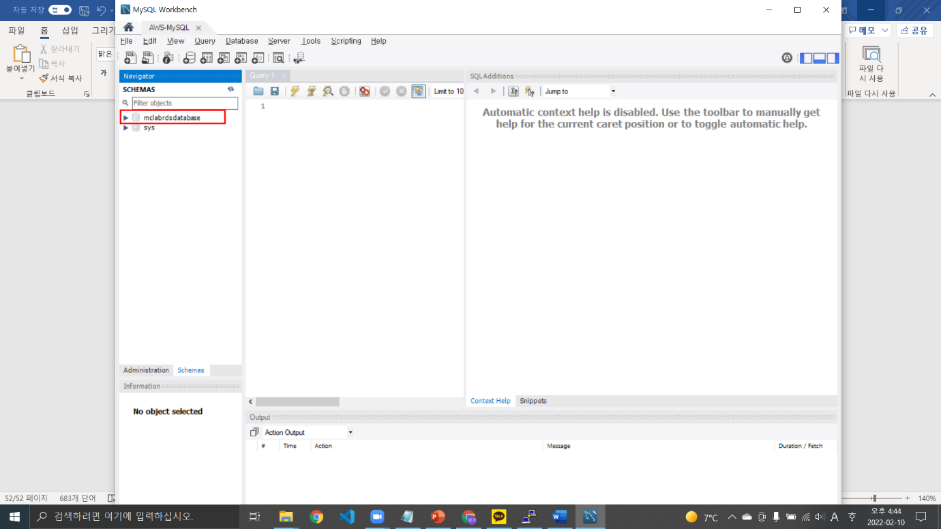 자동 저장
MySQL Workbench
파일 홈 삽입 그리기
메모 공유
AWS-MySQL
File Edit View Query Database Server Tools Scripting Help
붙여넣기
잘라내기
복사
서식 복사
클립보드
맑은
가
파일 다시 사용
파일 다시 사용
Navigator
SCHEMAS
Filter objects
mclabrdsdatabase
sys
Query 1
Limit to 10
1
SQLAdditions
Jump to
Automatic context help is disabled. Use the toolbar to manually get
help for the current caret position or to toggle automatic help.
Administration Schemas
Information
No object selected
Context Help Snippets
Output
Action Output
# Time Action Message Duration / Fetch
52/52 페이지 683개 단어
140%
검색하려면 여기에 입력하십시오.
7°C
A
오후 4:44
2022-02-10